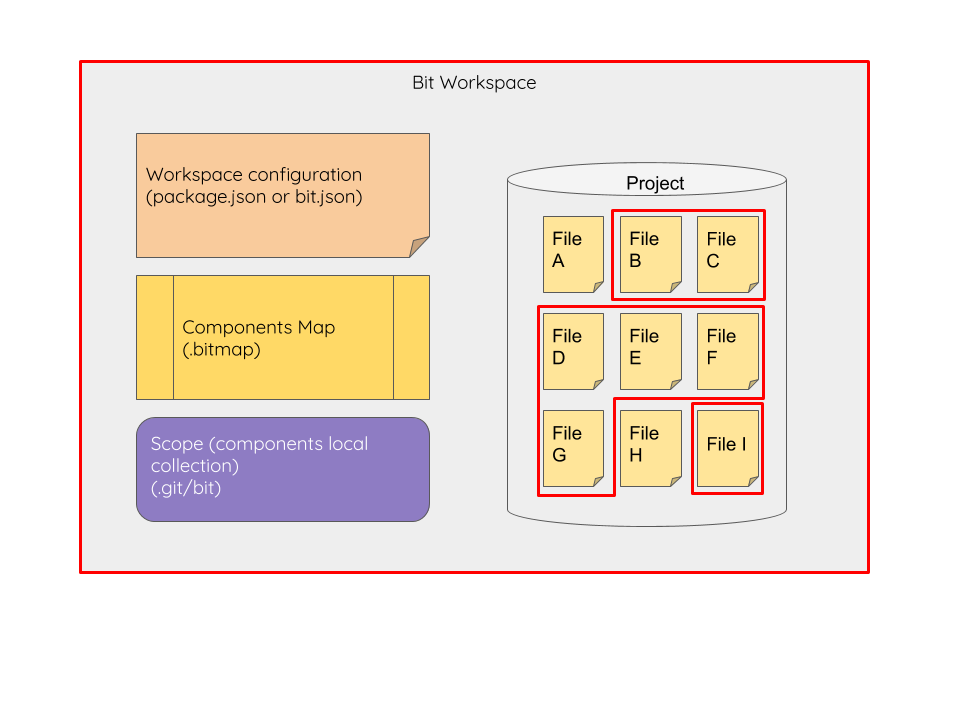 Bit Workspace
Workspace configuration
(package.json or bit.json)
Components Map
(.bitmap)
Scope (components local
collection)
(.git/bit)
Project
File
A
File
B
File
C
File
D
File
E
File
F
File
G
File
H
File I